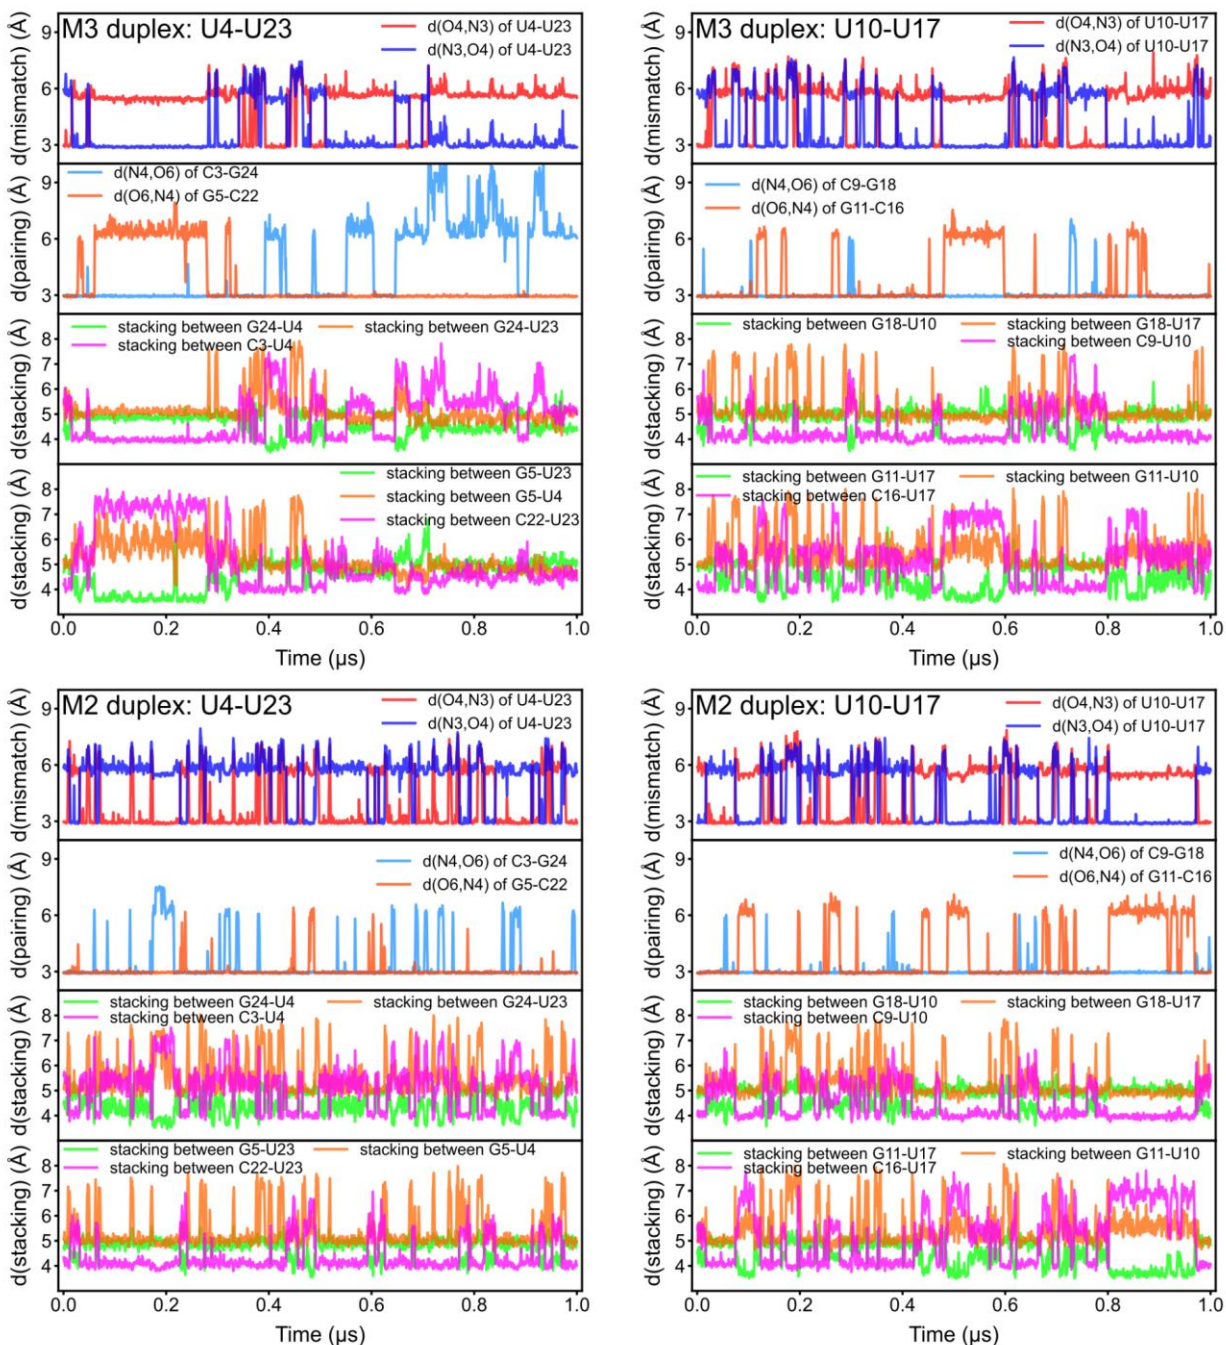 M3 duplex: U4-U23
d(O4,N3) of U4-U23
d(N3,O4) of U4-U23
d(mismatch) (Å)
9
6
3
d(N4,O6) of C3-G24
d(O6,N4) of G5-C22
d(pairing) (Å)
9
6
3
stacking between G24-U4
stacking between G24-U23
stacking between C3-U4
d(stacking) (Å)
8
7
6
5
4
stacking between G5-U23
stacking between G5-U4
stacking between C22-U23
d(stacking) (Å)
8
7
6
5
4
0.0 0.2 0.4 0.6 0.8 1.0
Time (µs)
M3 duplex: U10-U17
d(O4,N3) of U10-U17
d(N3,O4) of U10-U17
d(mismatch) (Å)
9
6
3
d(N4,O6) of C9-G18
d(O6,N4) of G11-C16
d(pairing) (Å)
9
6
3
stacking between G18-U10
stacking between G18-U17
stacking between C9-U10
d(stacking) (Å)
8
7
6
5
4
stacking between G11-U17
stacking between G11-U10
stacking between C16-U17
d(stacking) (Å)
8
7
6
5
4
0.0 0.2 0.4 0.6 0.8 1.0
Time (µs)
M2 duplex: U4-U23
d(O4,N3) of U4-U23
d(N3,O4) of U4-U23
d(mismatch) (Å)
9
6
3
d(N4,O6) of C3-G24
d(O6,N4) of G5-C22
d(pairing) (Å)
9
6
3
stacking between G24-U4
stacking between G24-U23
stacking between C3-U4
d(stacking) (Å)
8
7
6
5
4
stacking between G5-U23
stacking between G5-U4
stacking between C22-U23
d(stacking) (Å)
8
7
6
5
4
0.0 0.2 0.4 0.6 0.8 1.0
Time (µs)
M2 duplex: U10-U17
d(O4,N3) of U10-U17
d(N3,O4) of U10-U17
d(mismatch) (Å)
9
6
3
d(N4,O6) of C9-G18
d(O6,N4) of G11-C16
d(pairing) (Å)
9
6
3
stacking between G18-U10
stacking between G18-U17
stacking between C9-U10
d(stacking) (Å)
8
7
6
5
4
stacking between G11-U17
stacking between G11-U10
stacking between C16-U17
d(stacking) (Å)
8
7
6
5
4
0.0 0.2 0.4 0.6 0.8 1.0
Time (µs)